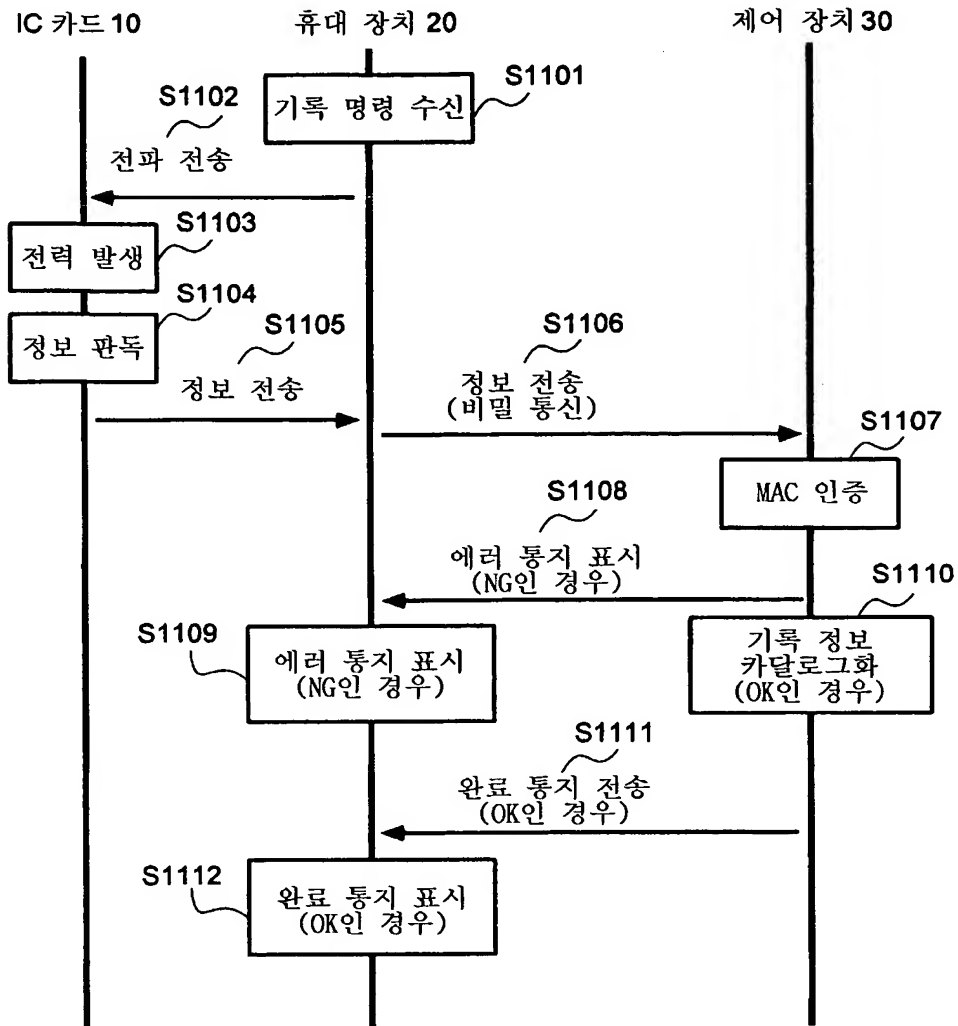 IC 카드 10
휴대 장치 20
제어 장치 30
S1101
기록 명령 수신
S1102
전파 전송
S1103
전력 발생
S1104
정보 판독
S1105
정보 전송
S1106
정보 전송
(비밀 통신)
S1107
MAC 인증
S1108
에러 통지 표시
(NG인 경우)
S1109
에러 통지 표시
(NG인 경우)
S1110
기록 정보
카달로그화
(OK인 경우)
S1111
완료 통지 전송
(OK인 경우)
S1112
완료 통지 표시
(OK인 경우)